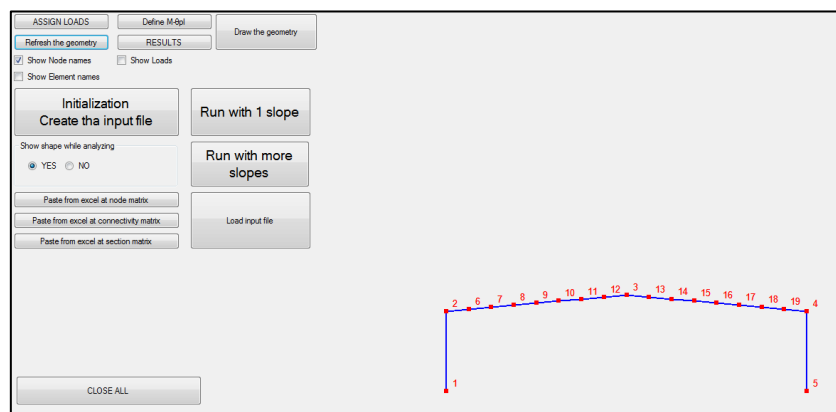 ASSIGN LOADS
Define M-θpl
Draw the geometry
Refresh the geometry
RESULTS
Show Node names
Show Loads
Show Element names
Initialization
Create tha input file
Run with 1 slope
Show shape while analyzing
YES
NO
Run with more
slopes
Paste from excel at node matrix
Paste from excel at connectivity matrix
Paste from excel at section matrix
Load input file
2 6 7 8 9 10 11 12 3 13 14 15 16 17 18 19 4
1 5
CLOSE ALL